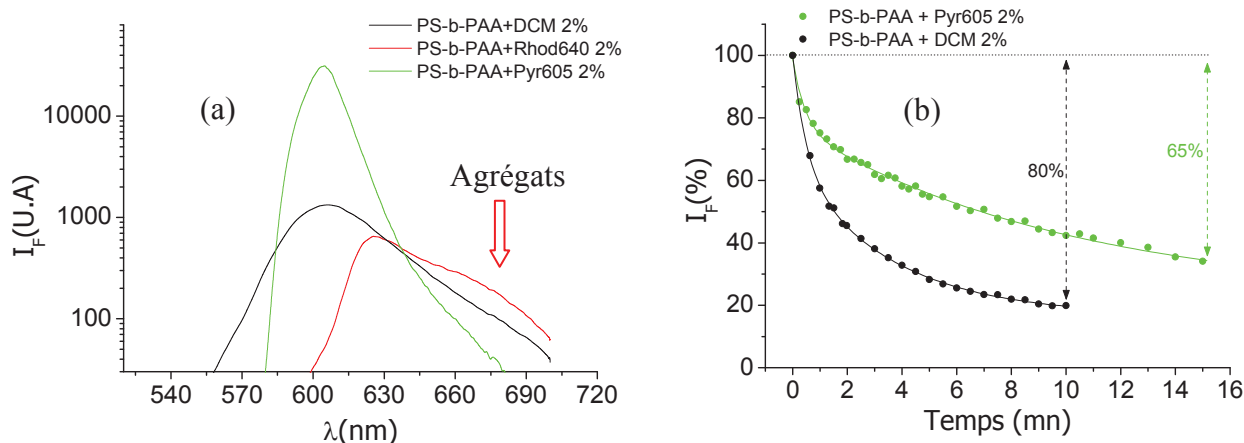 PS-b-PAA+DCM 2%
PS-b-PAA+Rhod640 2%
PS-b-PAA+Pyr605 2%
(a)
Agrégats
10000
1000
100
I_F(U.A)
540 570 600 630 660 690 720
λ(nm)
PS-b-PAA + Pyr605 2%
PS-b-PAA + DCM 2%
(b)
100
80
60
40
20
0
I_F(%)
80%
65%
0 2 4 6 8 10 12 14 16
Temps (mn)